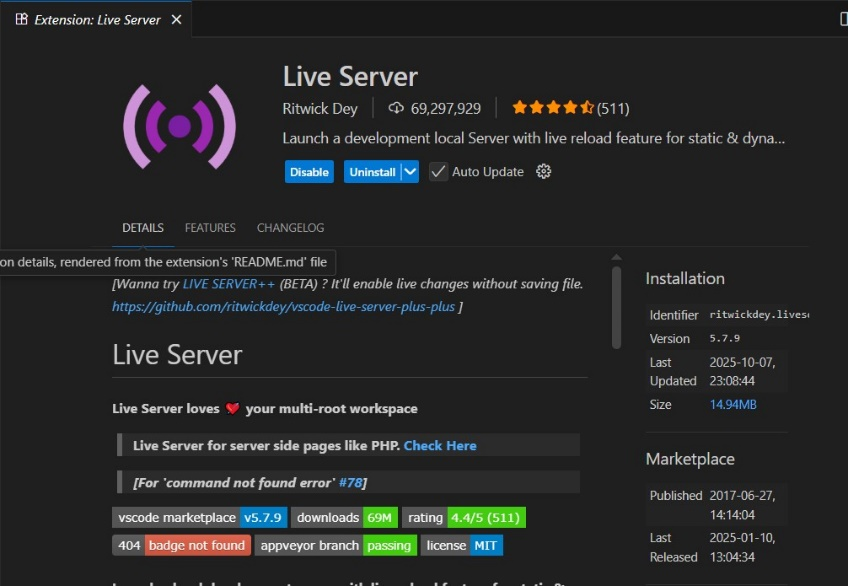 Extension: Live Server
Live Server
Ritwick Dey
69,297,929
(511)
Launch a development local Server with live reload feature for static & dyna...
Disable
Uninstall
Auto Update
DETAILS
FEATURES
CHANGELOG
on details, rendered from the extension's 'README.md' file
[Wanna try LIVE SERVER++ (BETA) ? It'll enable live changes without saving file.
https://github.com/ritwickdey/vscode-live-server-plus-plus ]
Live Server
Live Server loves your multi-root workspace
Live Server for server side pages like PHP. Check Here
[For 'command not found error' #78]
vscode marketplace v5.7.9
downloads 69M
rating 4.4/5 (511)
404 badge not found
appveyor branch passing
license MIT
Installation
Identifier ritwickdey.lives
Version 5.7.9
Last Updated 2025-10-07,
23:08:44
Size 14.94MB
Marketplace
Published 2017-06-27,
14:14:04
Last Released 2025-01-10,
13:04:34